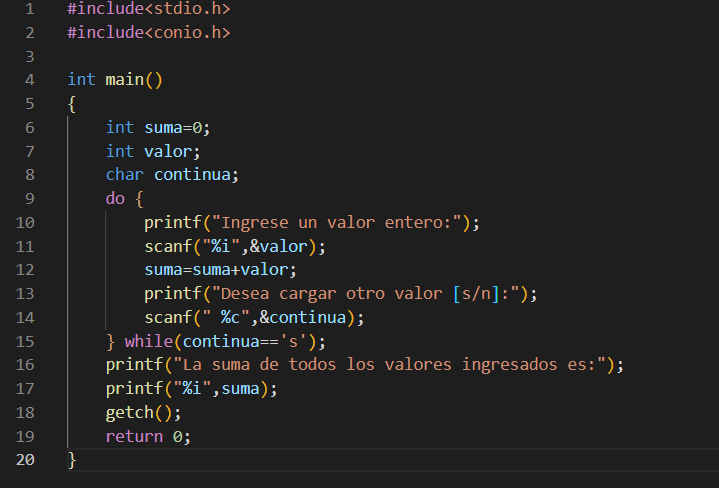 1 #include<stdio.h>
2 #include<conio.h>
3
4 int main()
5 {
6     int suma=0;
7     int valor;
8     char continua;
9     do {
10         printf("Ingrese un valor entero:");
11         scanf("%i",&valor);
12         suma=suma+valor;
13         printf("Desea cargar otro valor [s/n]:");
14         scanf(" %c",&continua);
15     } while(continua=='s');
16     printf("La suma de todos los valores ingresados es:");
17     printf("%i",suma);
18     getch();
19     return 0;
20 }